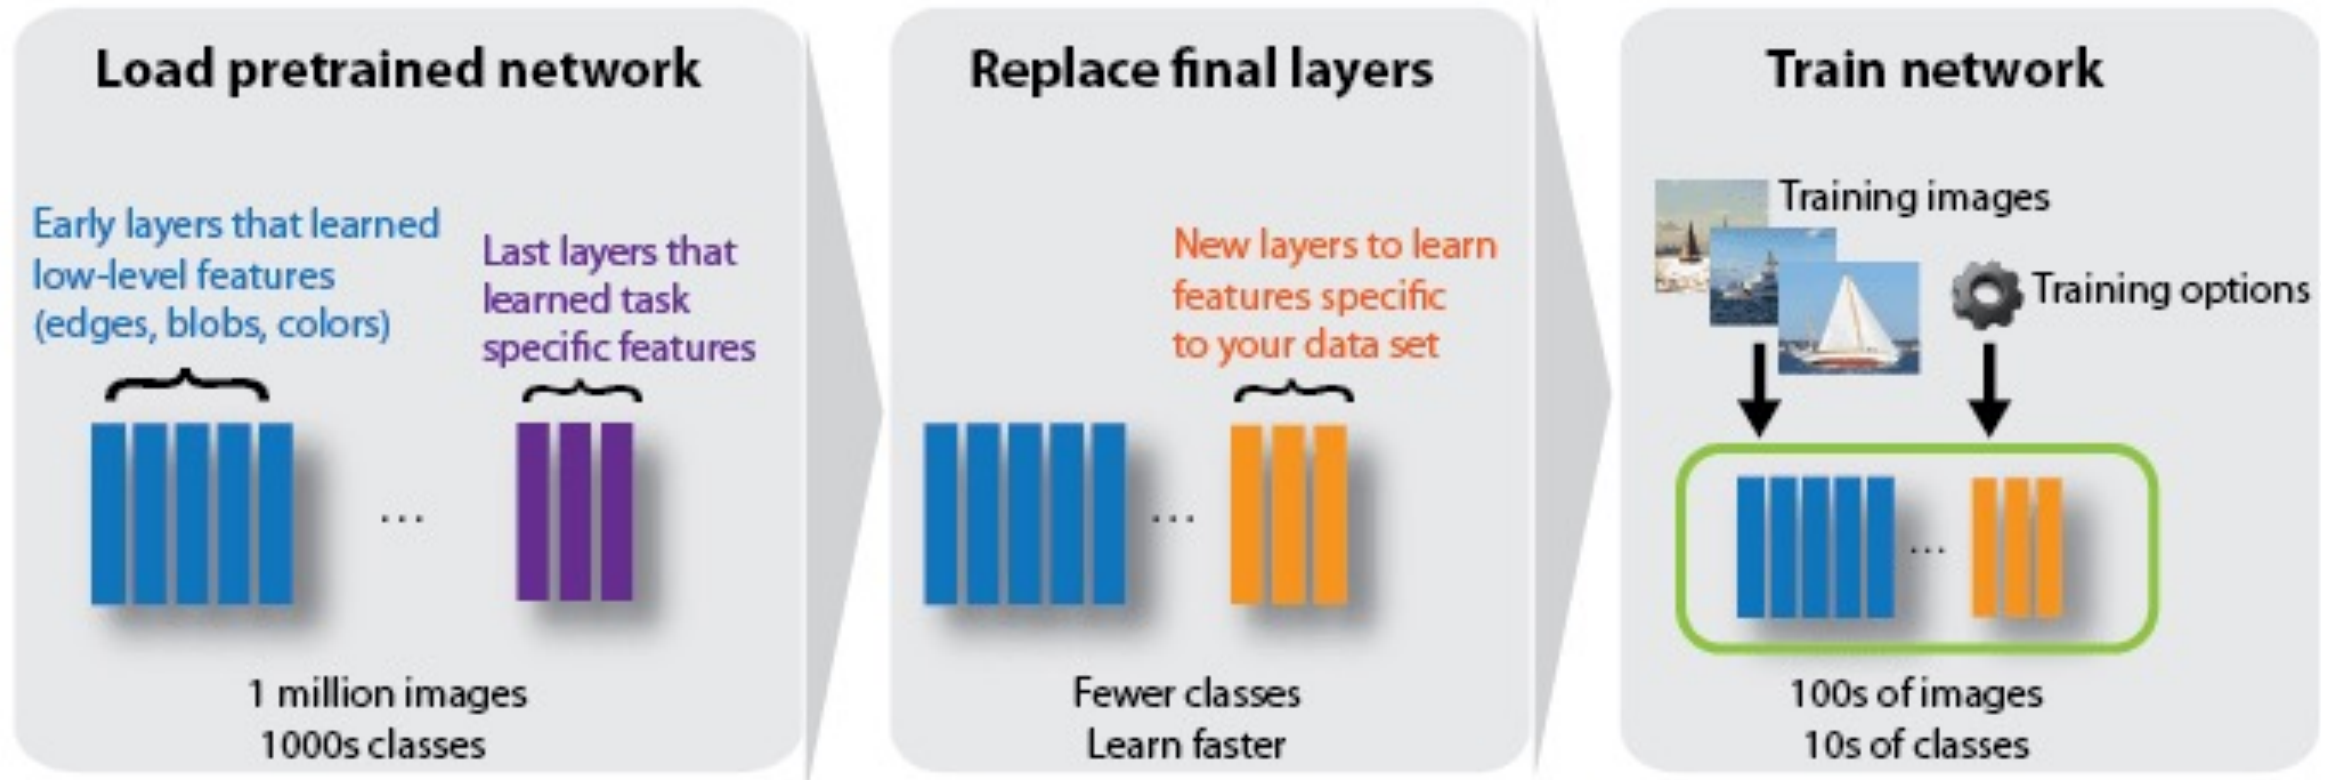 Load pretrained network
Early layers that learned
low-level features
(edges, blobs, colors)
Last layers that
learned task
specific features
...
1 million images
1000s classes
Replace final layers
New layers to learn
features specific
to your data set
...
Fewer classes
Learn faster
Train network
Training images
Training options
...
100s of images
10s of classes